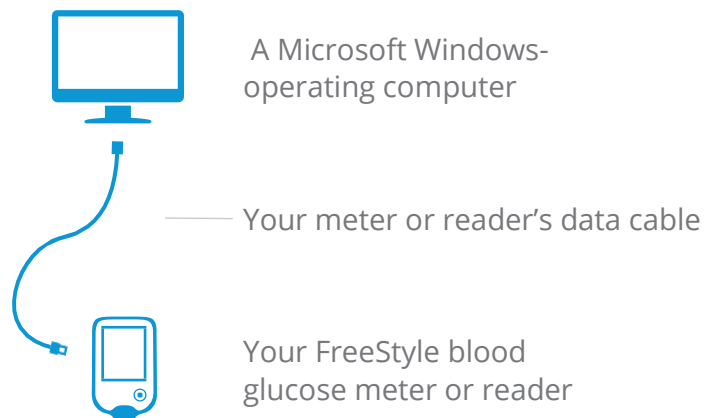 A Microsoft Windows-
operating computer
Your meter or reader’s data cable
Your FreeStyle blood
glucose meter or reader